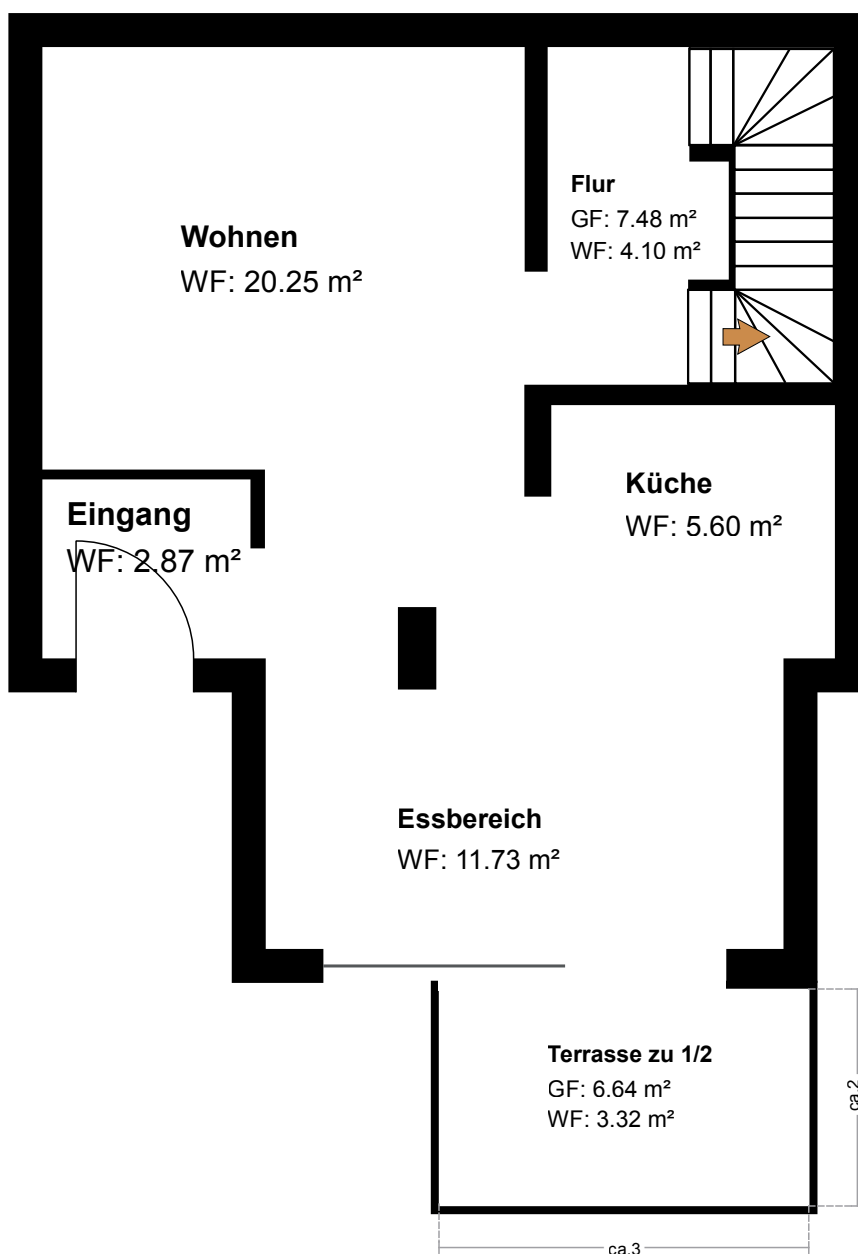 Flur
GF: 7.48 m²
WF: 4.10 m²
Wohnen
WF: 20.25 m²
Küche
WF: 5.60 m²
Eingang
WF: 2.87 m²
Essbereich
WF: 11.73 m²
Terrasse zu 1/2
GF: 6.64 m²
WF: 3.32 m²
ca.2
ca.3